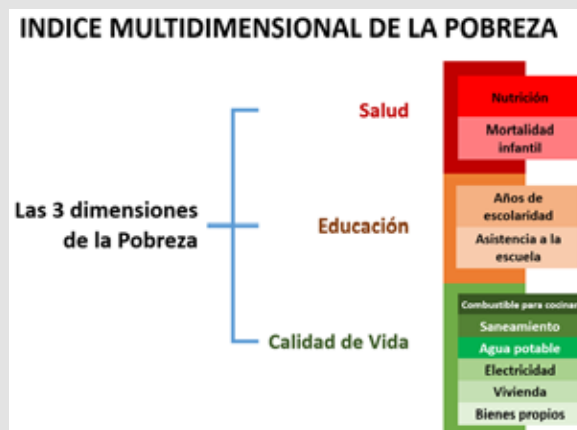 INDICE MULTIDIMENSIONAL DE LA POBREZA
Las 3 dimensiones
de la Pobreza
Salud
Nutrición
Mortalidad
infantil
Educación
Años de
escolaridad
Asistencia a la
escuela
Calidad de Vida
Combustible para cocinar
Saneamiento
Agua potable
Electricidad
Vivienda
Bienes propios